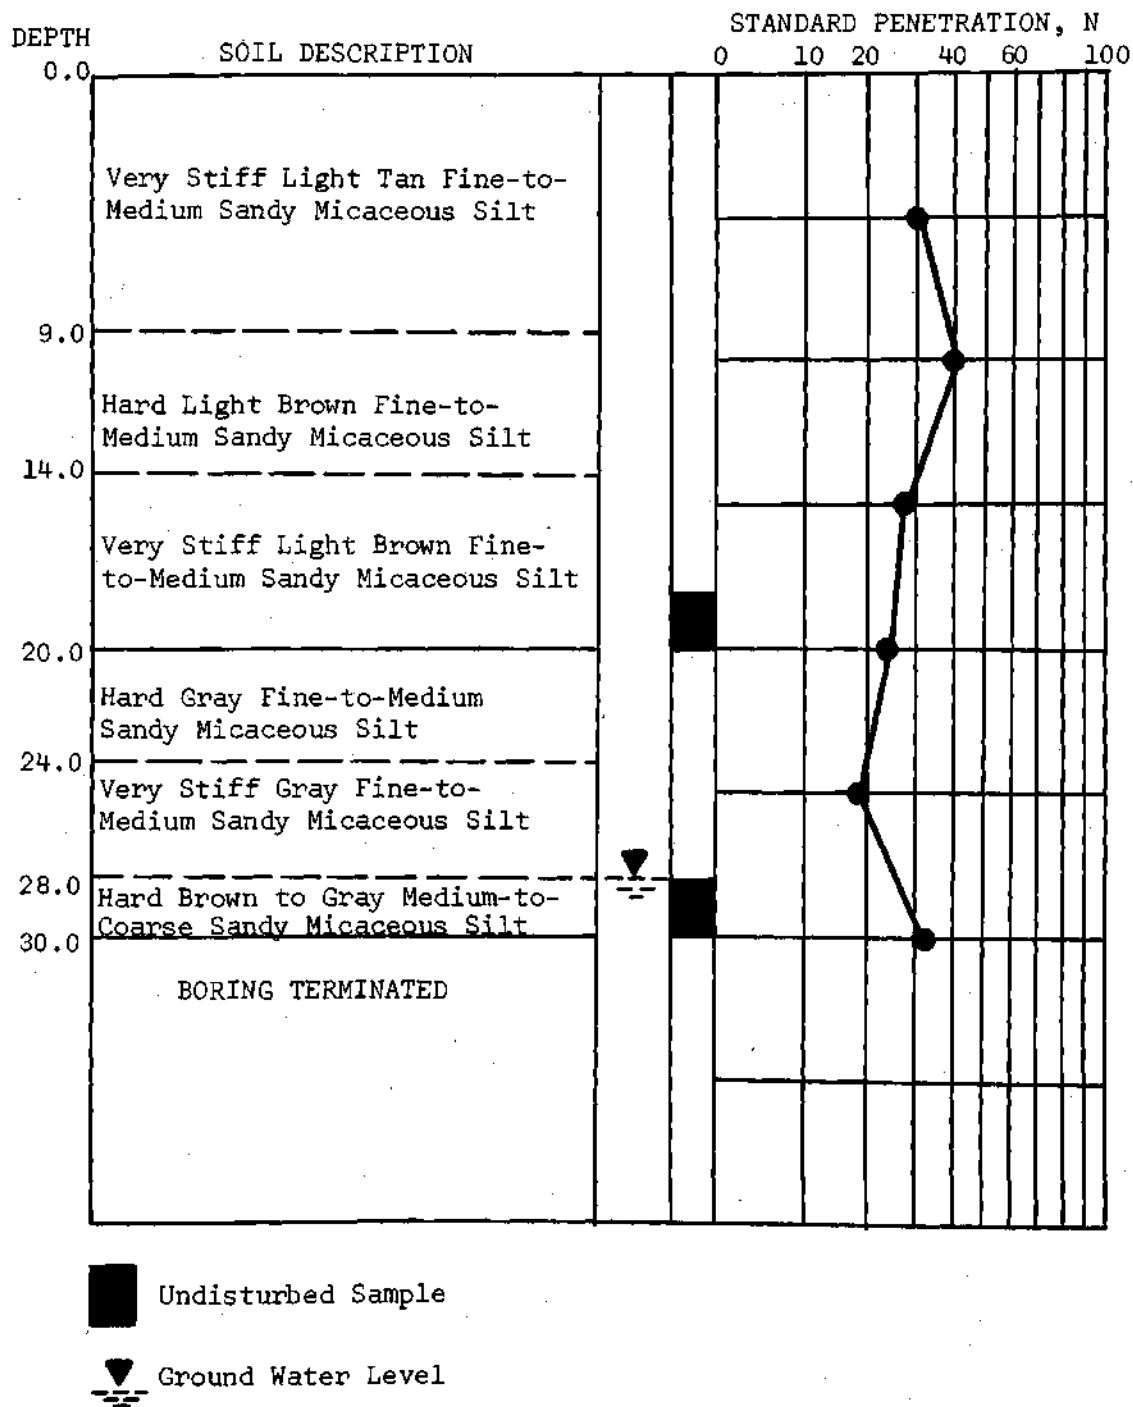 STANDARD PENETRATION, N
DEPTH
SOIL DESCRIPTION
0 10 20 40 60 100
0.0
Very Stiff Light Tan Fine-to-
Medium Sandy Micaceous Silt
9.0
Hard Light Brown Fine-to-
Medium Sandy Micaceous Silt
14.0
Very Stiff Light Brown Fine-
to-Medium Sandy Micaceous Silt
20.0
Hard Gray Fine-to-Medium
Sandy Micaceous Silt
24.0
Very Stiff Gray Fine-to-
Medium Sandy Micaceous Silt
28.0
Hard Brown to Gray Medium-to-
Coarse Sandy Micaceous Silt
30.0
BORING TERMINATED
Undisturbed Sample
Ground Water Level